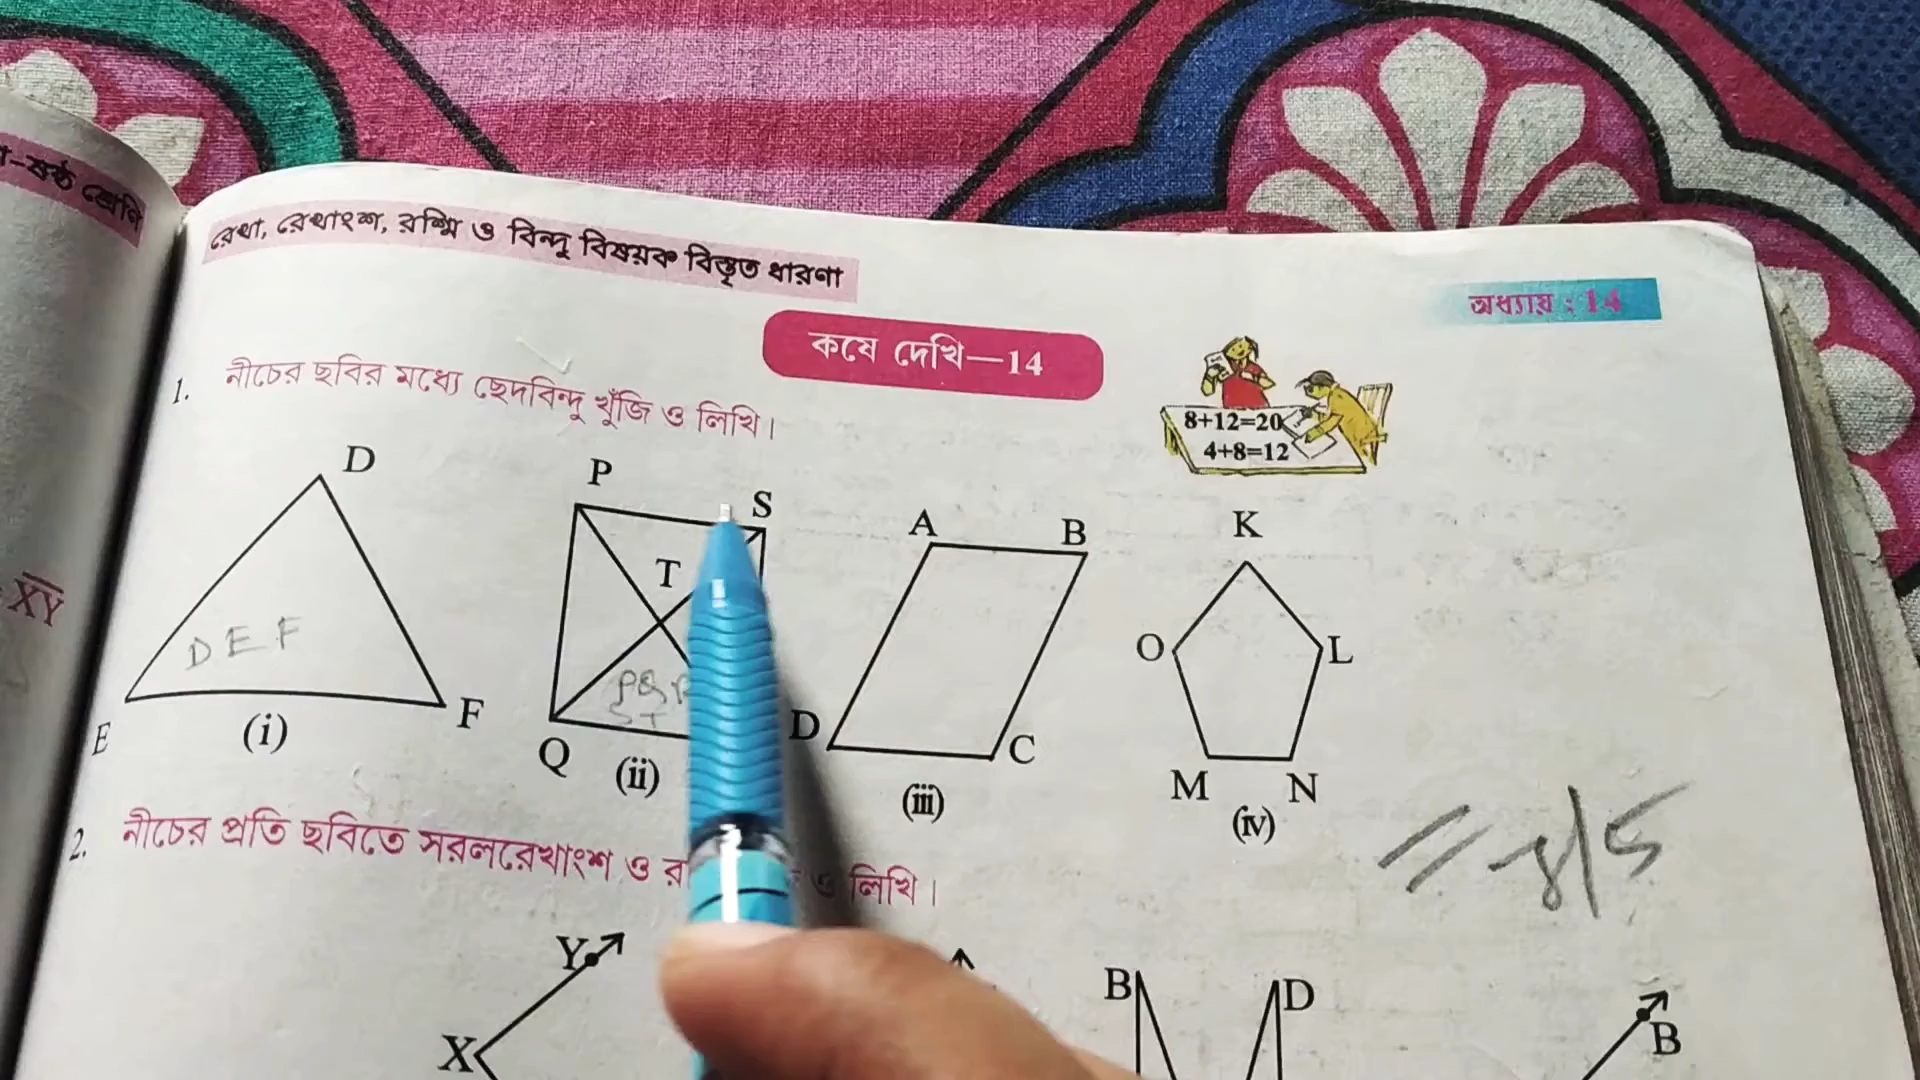 ষষ্ঠ শ্রেণি
XY
রেখা, রেখাংশ, রশ্মি ও বিন্দু বিষয়ক বিস্তৃত ধারণা
অধ্যায় : 14
কষে দেখি—14
8+12=20
4+8=12
1. নীচের ছবির মধ্যে ছেদবিন্দু খুঁজি ও লিখি।
D
E
F
D E F
(i)
P
S
T
Q
(ii)
A
B
D
C
(iii)
K
O
L
M
N
(iv)
2. নীচের প্রতি ছবিতে সরলরেখাংশ ও ও লিখি।
Y
X
B
D
B